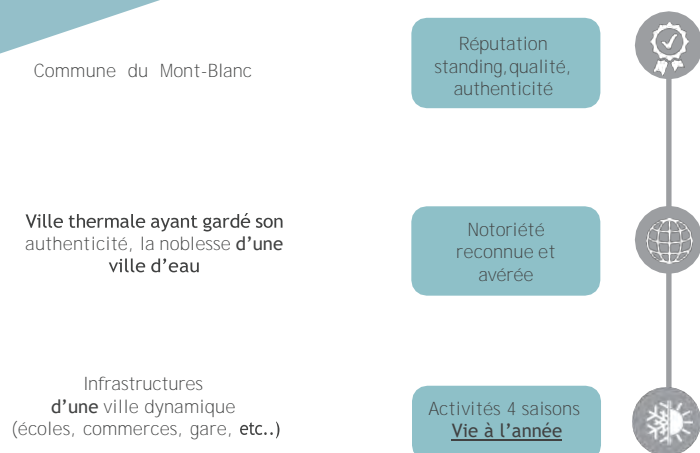 Commune du Mont-Blanc
Réputation
standing,qualité,
authenticité
Ville thermale ayant gardé son
authenticité, la noblesse d'une
ville d'eau
Notoriété
reconnue et
avérée
Infrastructures
d'une ville dynamique
(écoles, commerces, gare, etc..)
Activités 4 saisons
Vie à l'année